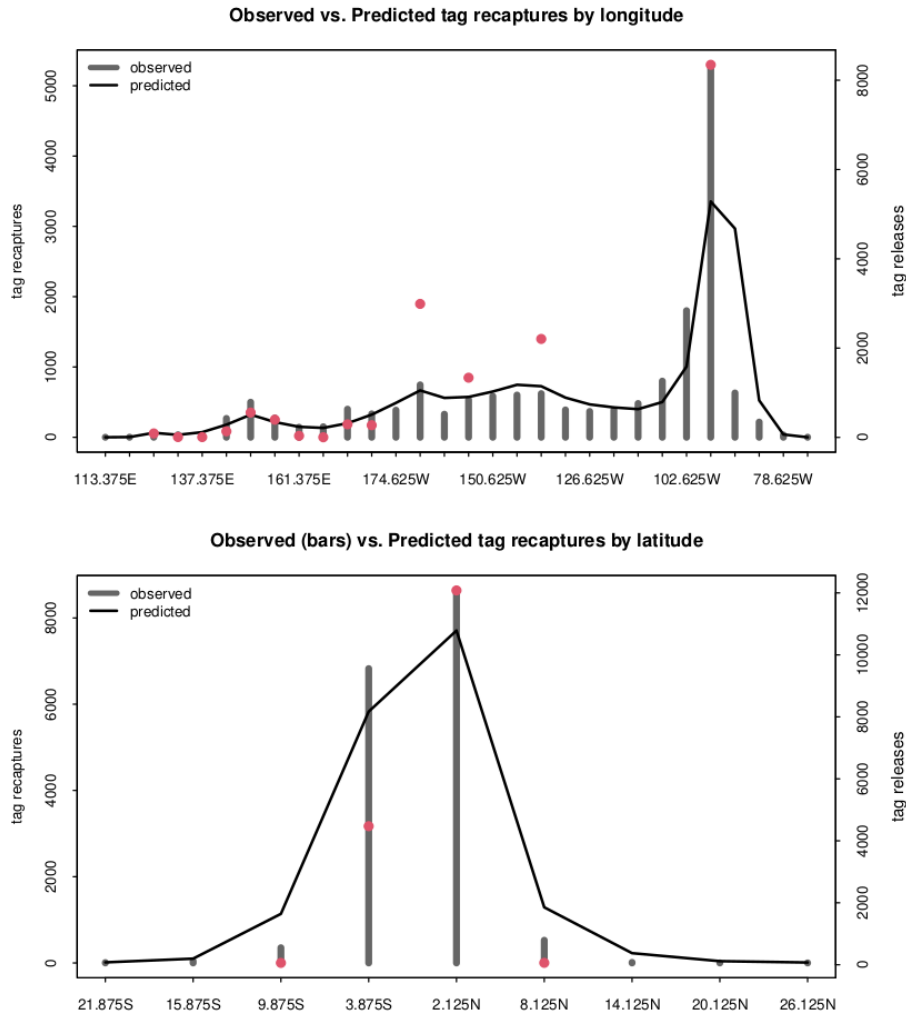 Observed vs. Predicted tag recaptures by longitude
observed
predicted
5000
4000
3000
2000
1000
0
tag recaptures
8000
6000
4000
2000
0
tag releases
113.375E 137.375E 161.375E 174.625W 150.625W 126.625W 102.625W 78.625W
Observed (bars) vs. Predicted tag recaptures by latitude
observed
predicted
8000
6000
4000
2000
0
tag recaptures
12000
10000
8000
6000
4000
2000
0
tag releases
21.875S 15.875S 9.875S 3.875S 2.125N 8.125N 14.125N 20.125N 26.125N